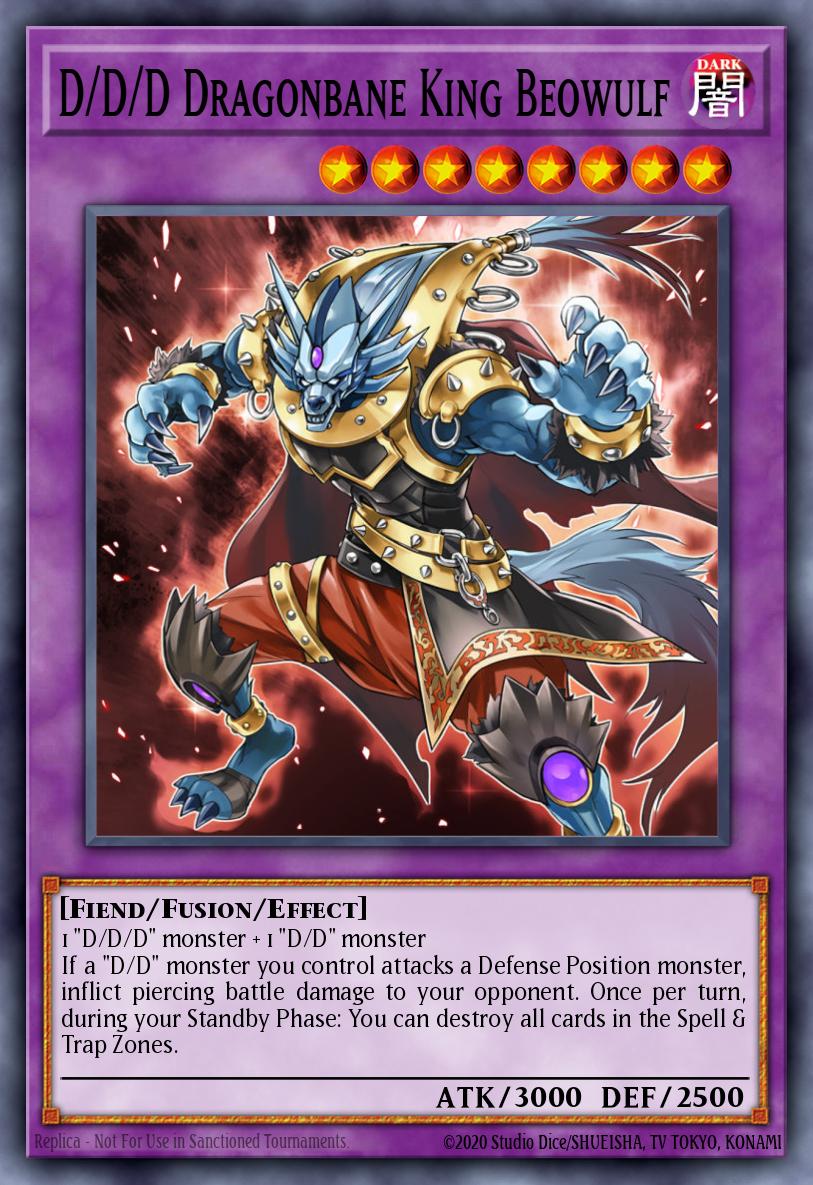 D/D/D Dragonbane King Beowulf
DARK
闇
[Fiend/Fusion/Effect]
1 "D/D/D" monster + 1 "D/D" monster
If a "D/D" monster you control attacks a Defense Position monster,
inflict piercing battle damage to your opponent. Once per turn,
during your Standby Phase: You can destroy all cards in the Spell &
Trap Zones.
ATK/3000 DEF/2500
Replica - Not For Use in Sanctioned Tournaments.
©2020 Studio Dice/SHUEISHA, TV TOKYO, KONAMI